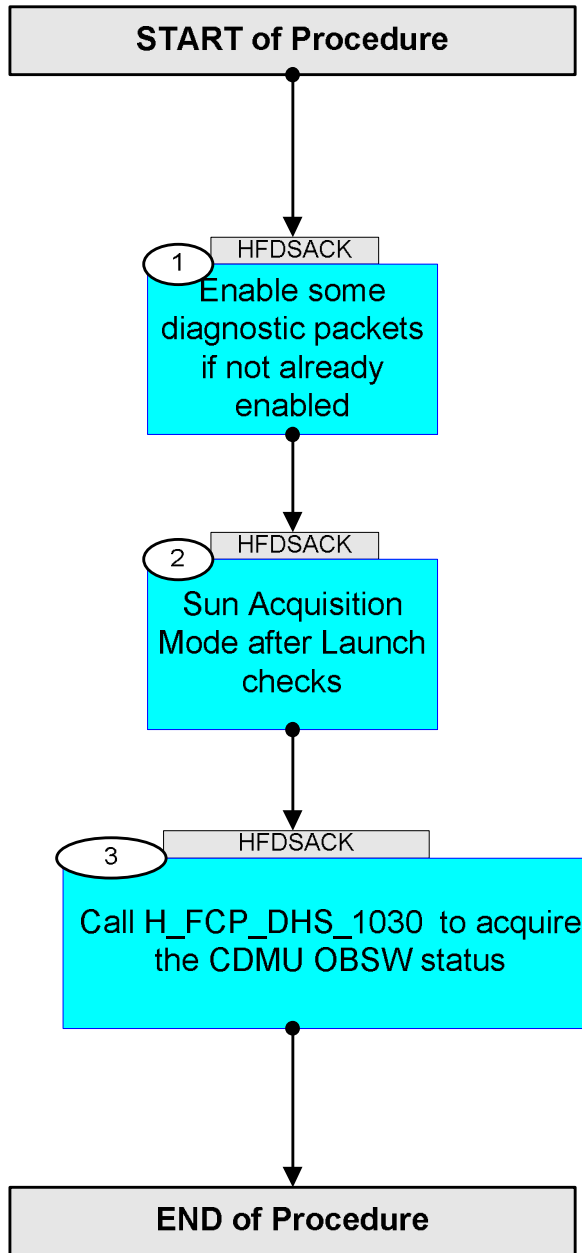 START of Procedure
HFDSACK
1
Enable some
diagnostic packets
if not already
enabled
HFDSACK
2
Sun Acquisition
Mode after Launch
checks
HFDSACK
3
Call H_FCP_DHS_1030 to acquire
the CDMU OBSW status
END of Procedure